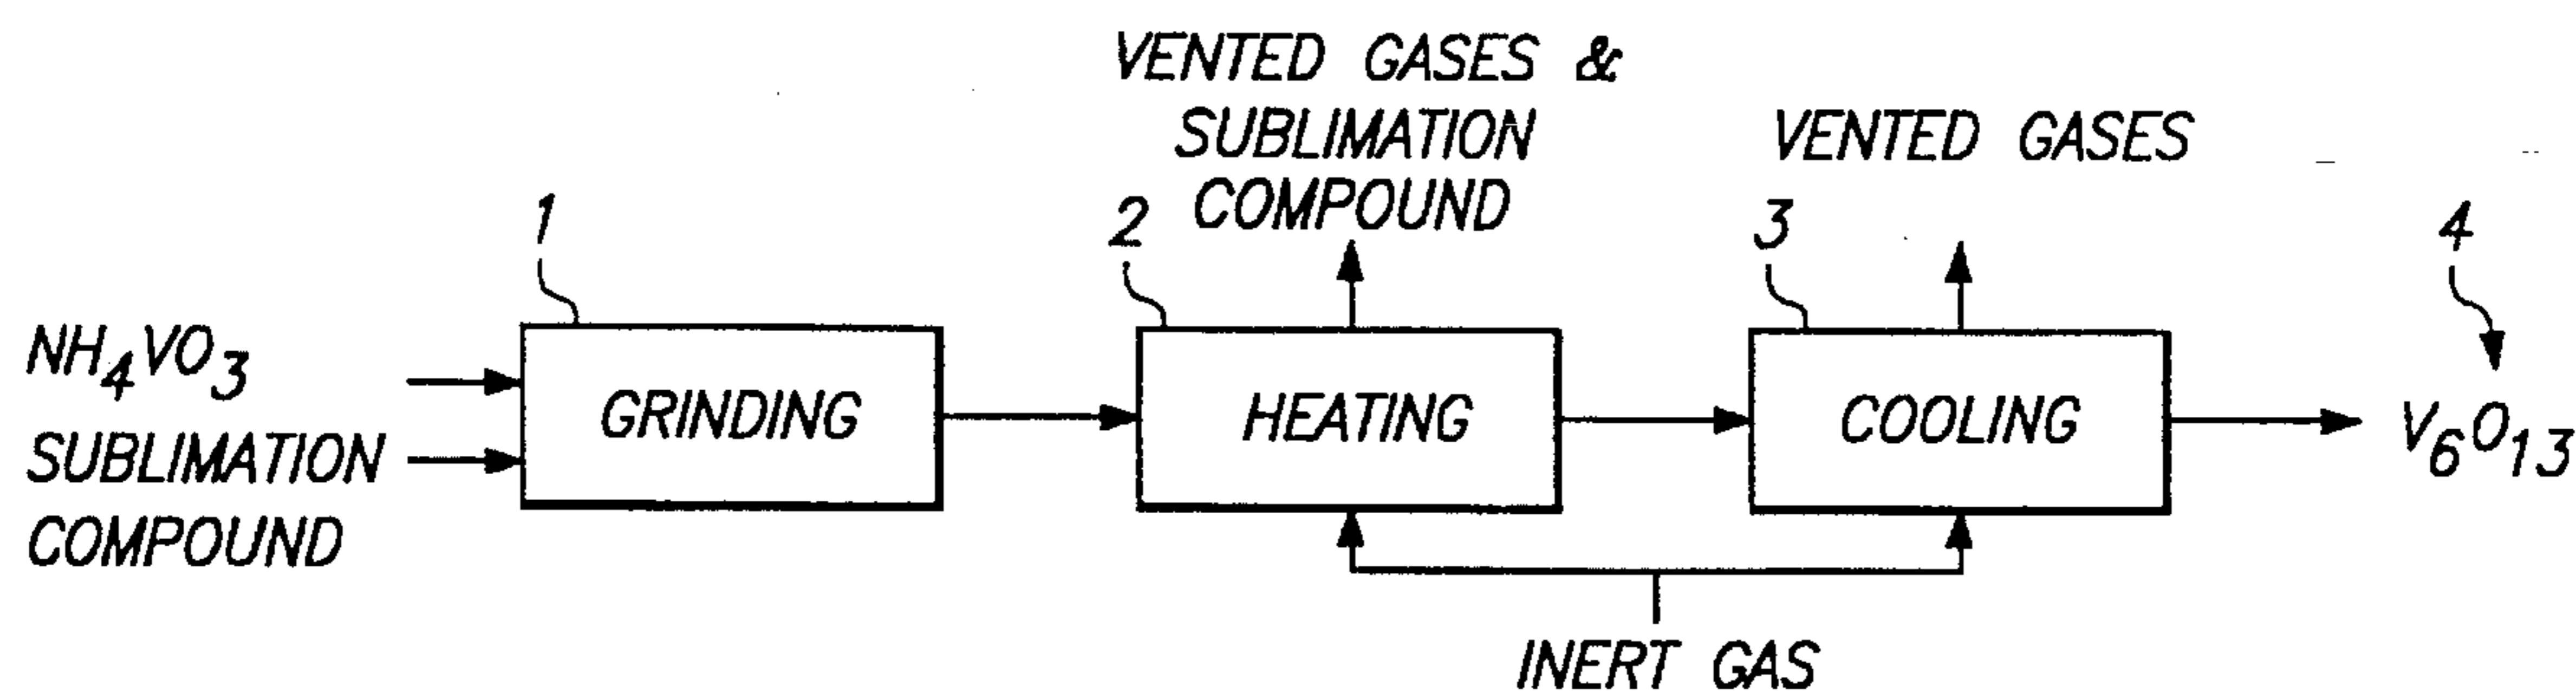 VENTED GASES &
SUBLIMATION
COMPOUND
VENTED GASES
1
2
3
4
NH4VO3
SUBLIMATION
COMPOUND
GRINDING
HEATING
COOLING
V6O13
INERT GAS